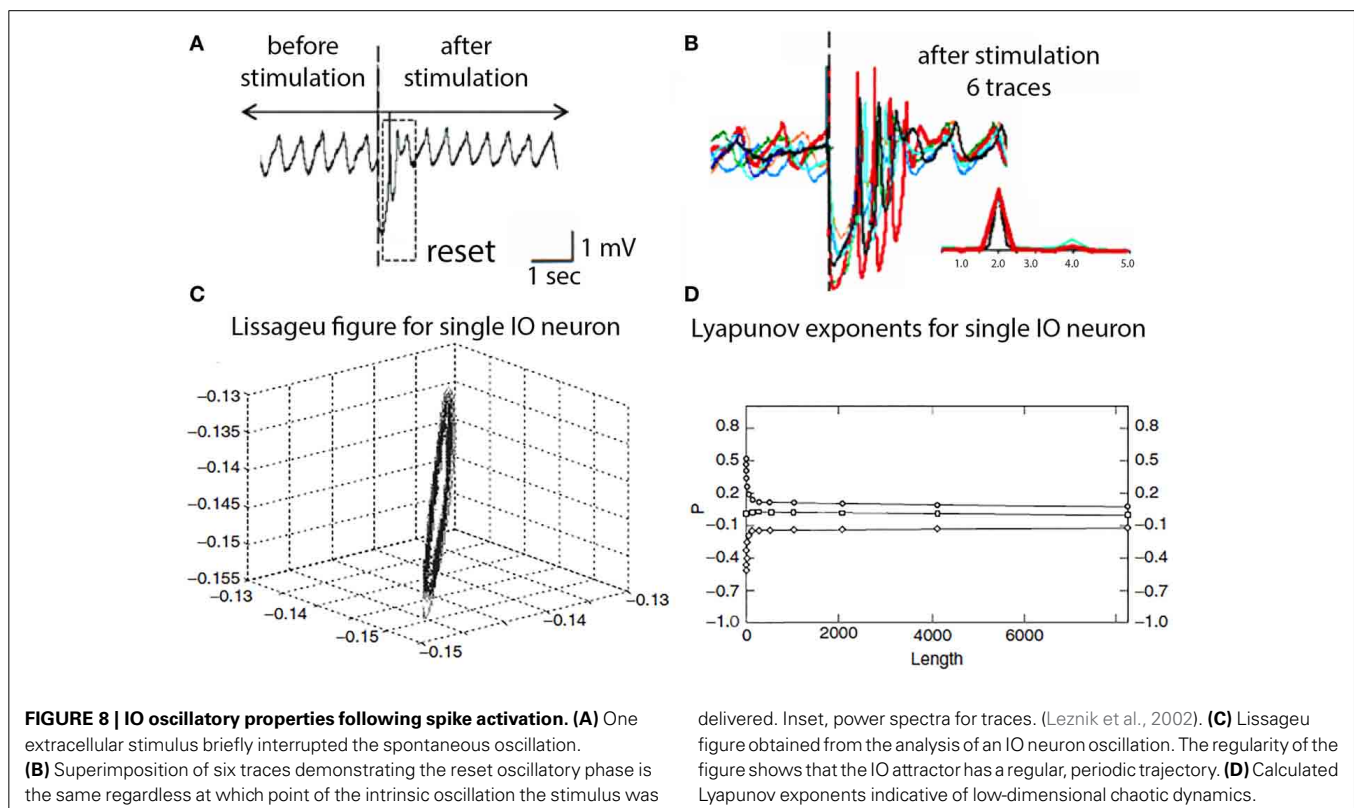 A
before
stimulation
after
stimulation
reset
1 mV
1 sec
B
after stimulation
6 traces
1.0 2.0 3.0 4.0 5.0
C
Lissageu figure for single IO neuron
−0.13
−0.135
−0.14
−0.145
−0.15
−0.155
−0.13
−0.14
−0.15
−0.15
−0.14
−0.13
D
Lyapunov exponents for single IO neuron
0.8
0.5
0.2
−0.1
−0.4
−0.7
−1.0
P
0.8
0.5
0.2
−0.1
−0.4
−0.7
−1.0
0 2000 4000 6000
Length
FIGURE 8 | IO oscillatory properties following spike activation. (A) One
extracellular stimulus briefly interrupted the spontaneous oscillation.
(B) Superimposition of six traces demonstrating the reset oscillatory phase is
the same regardless at which point of the intrinsic oscillation the stimulus was
delivered. Inset, power spectra for traces. (Leznik et al., 2002). (C) Lissageu
figure obtained from the analysis of an IO neuron oscillation. The regularity of the
figure shows that the IO attractor has a regular, periodic trajectory. (D) Calculated
Lyapunov exponents indicative of low-dimensional chaotic dynamics.